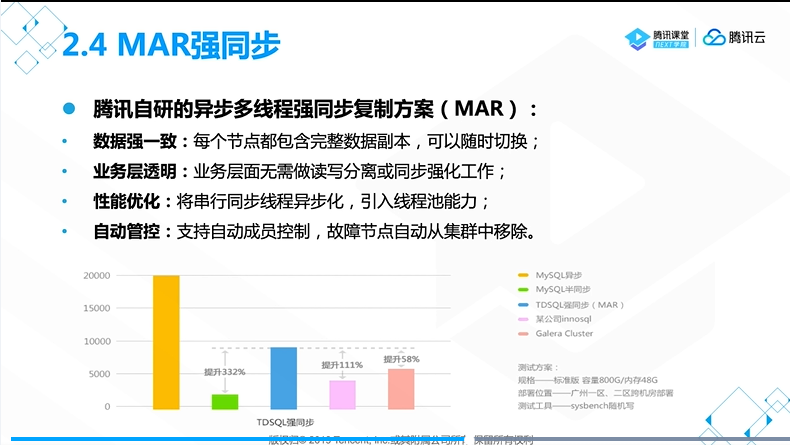 2.4 MAR强同步
腾讯课堂
NEXT学院
腾讯云
腾讯自研的异步多线程强同步复制方案（MAR）：
数据强一致：每个节点都包含完整数据副本，可以随时切换；
业务层透明：业务层面无需做读写分离或同步强化工作；
性能优化：将串行同步线程异步化，引入线程池能力；
自动管控：支持自动成员控制，故障节点自动从集群中移除。
20000
15000
10000
5000
0
提升332%
提升111%
提升58%
TDSQL强同步
MySQL异步
MySQL半同步
TDSQL强同步（MAR）
某公司innosql
Galera Cluster
测试方案：
规格——标准版 容量800G/内存48G
部署位置——广州一区、二区跨机房部署
测试工具——sysbench随机写
版权归© 2019 Tencent, Inc.或其附属公司所有，保留所有权利